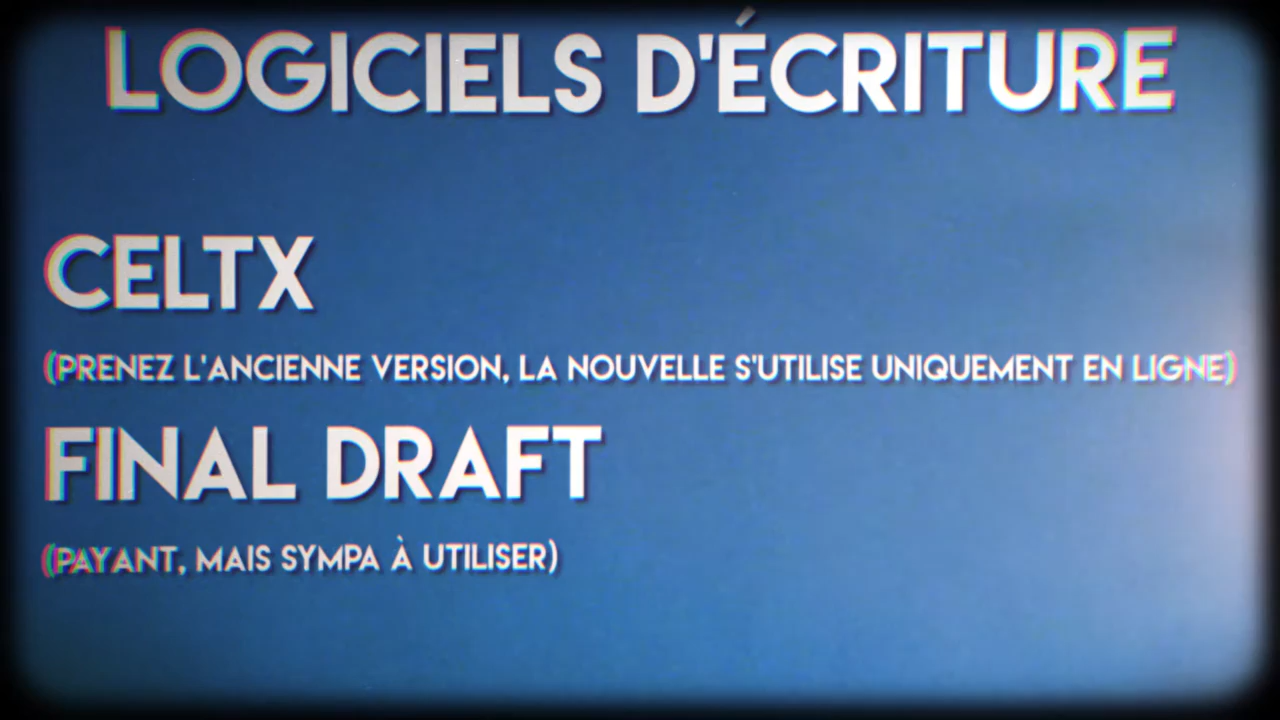 LOGICIELS D'ÉCRITURE
CELTX
(PRENEZ L'ANCIENNE VERSION, LA NOUVELLE S'UTILISE UNIQUEMENT EN LIGNE)
FINAL DRAFT
(PAYANT, MAIS SYMPA À UTILISER)